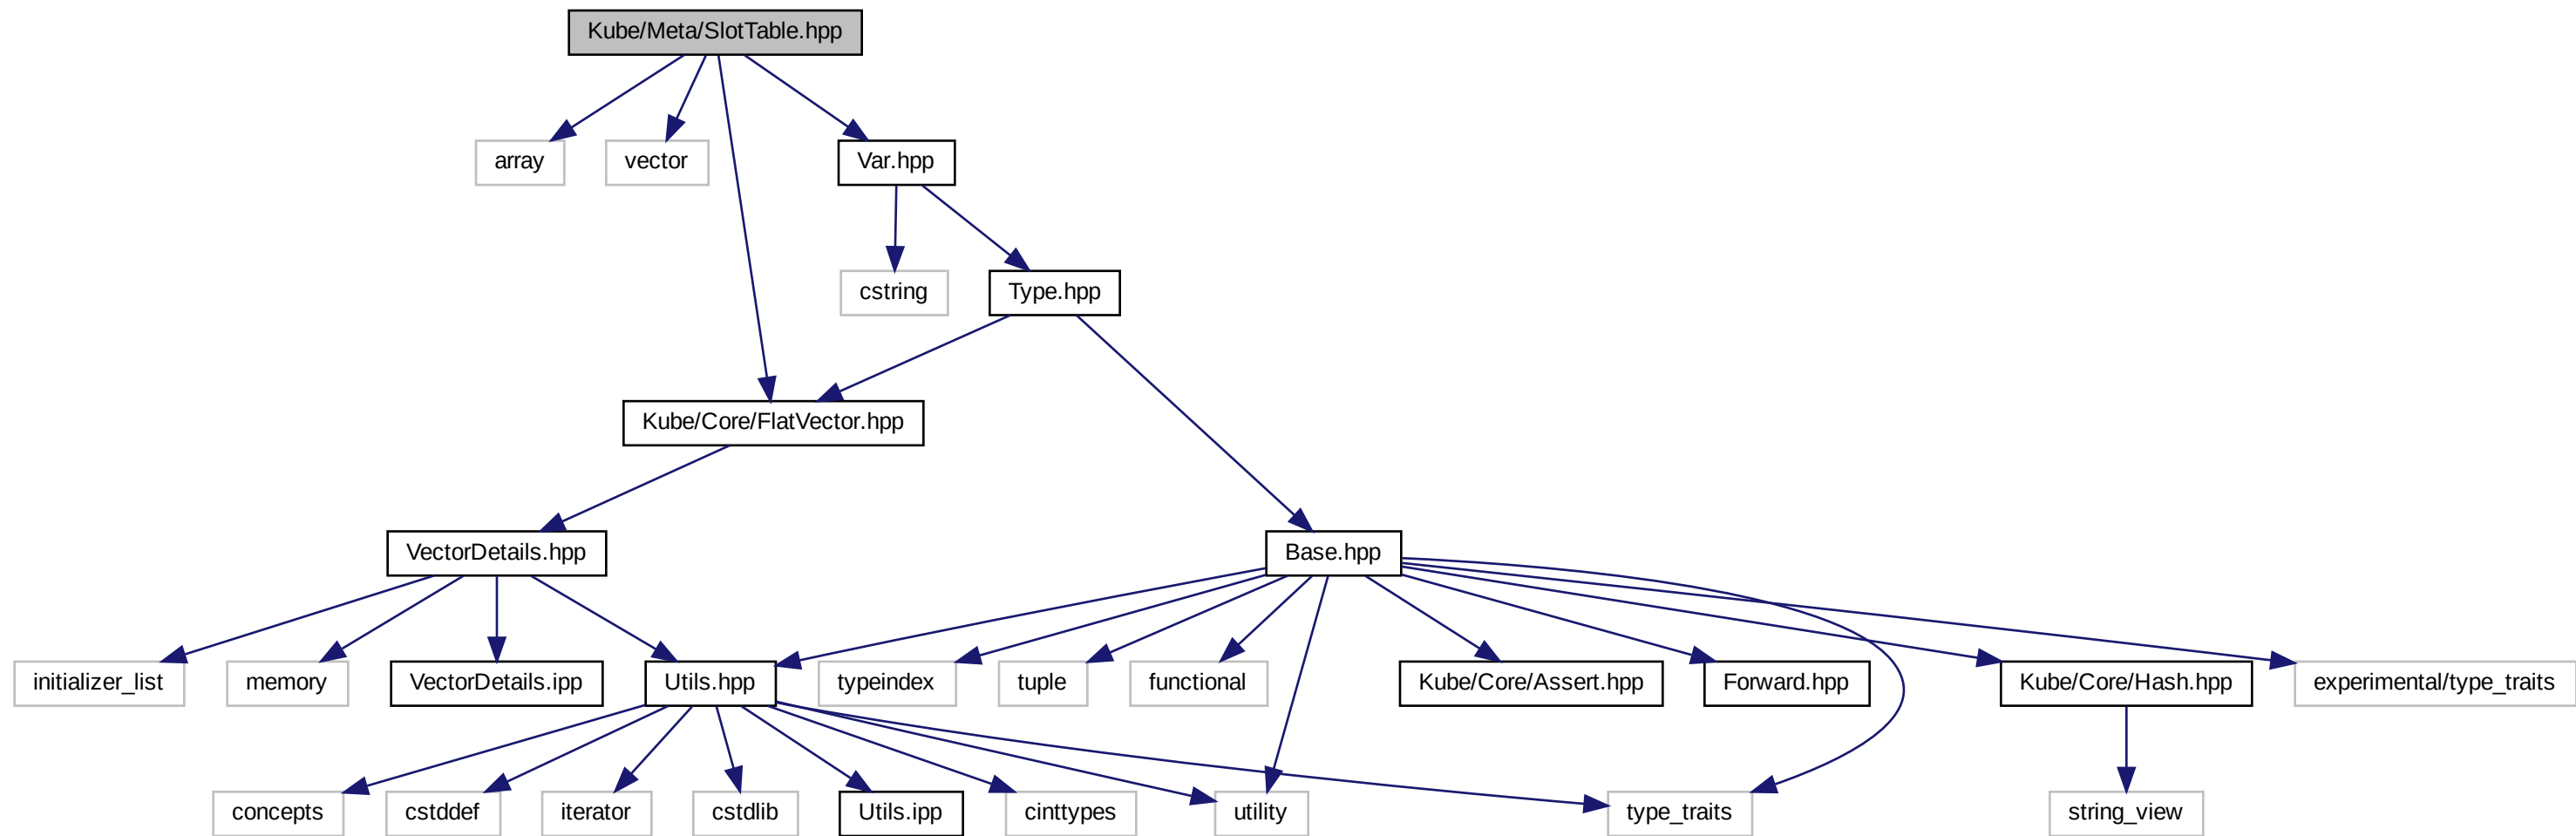 Kube/Meta/SlotTable.hpp
array
vector
Var.hpp
cstring
Type.hpp
Kube/Core/FlatVector.hpp
VectorDetails.hpp
Base.hpp
initializer_list
memory
VectorDetails.ipp
Utils.hpp
typeindex
tuple
functional
Kube/Core/Assert.hpp
Forward.hpp
Kube/Core/Hash.hpp
experimental/type_traits
concepts
cstddef
iterator
cstdlib
Utils.ipp
cinttypes
utility
type_traits
string_view